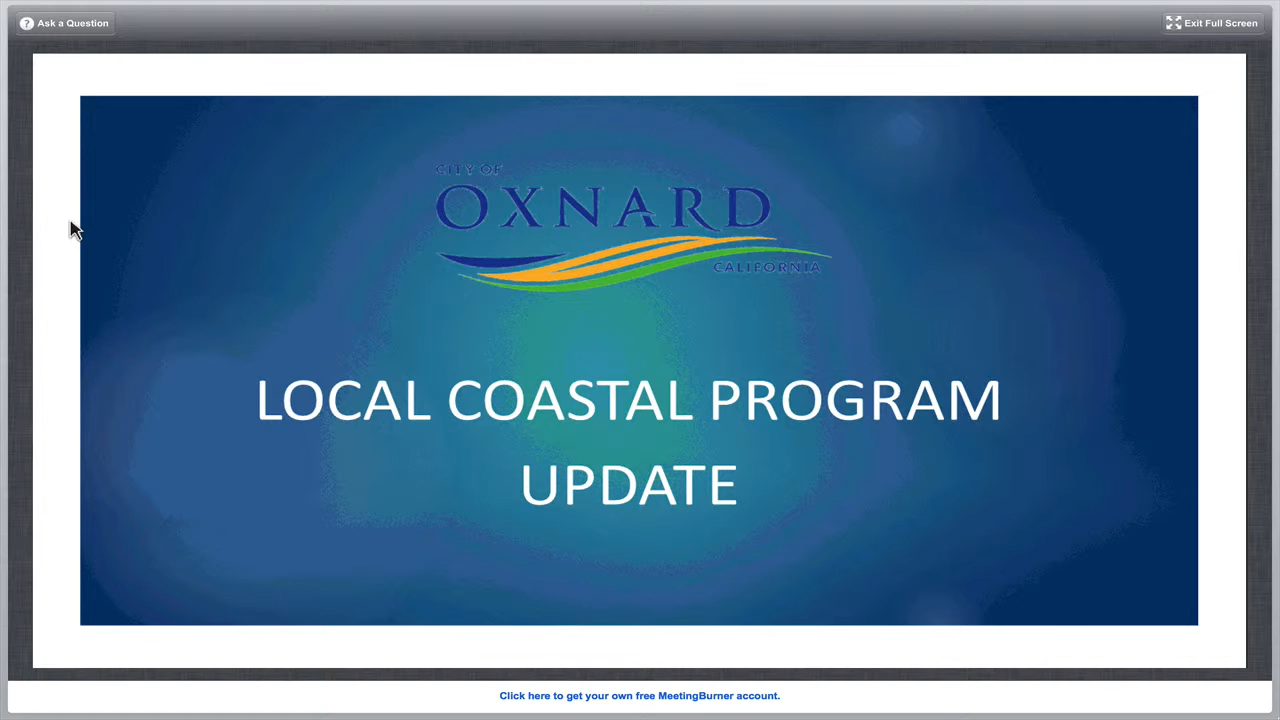 Ask a Question
Exit Full Screen
CITY OF
OXNARD
CALIFORNIA
LOCAL COASTAL PROGRAM
UPDATE
Click here to get your own free MeetingBurner account.